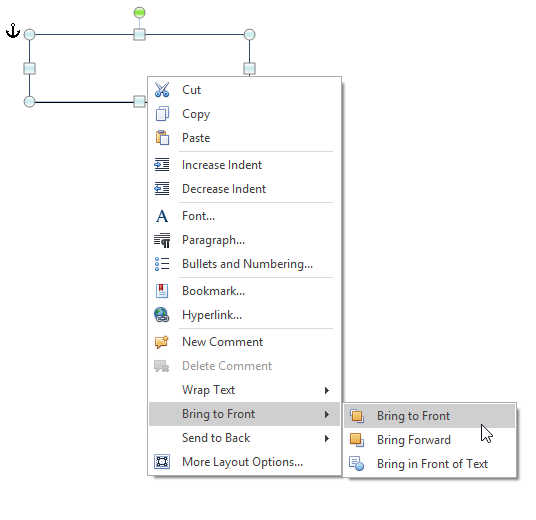 Cut
Copy
Paste
Increase Indent
Decrease Indent
Font...
Paragraph...
Bullets and Numbering...
Bookmark...
Hyperlink...
New Comment
Delete Comment
Wrap Text
Bring to Front
Send to Back
More Layout Options...
Bring to Front
Bring Forward
Bring in Front of Text